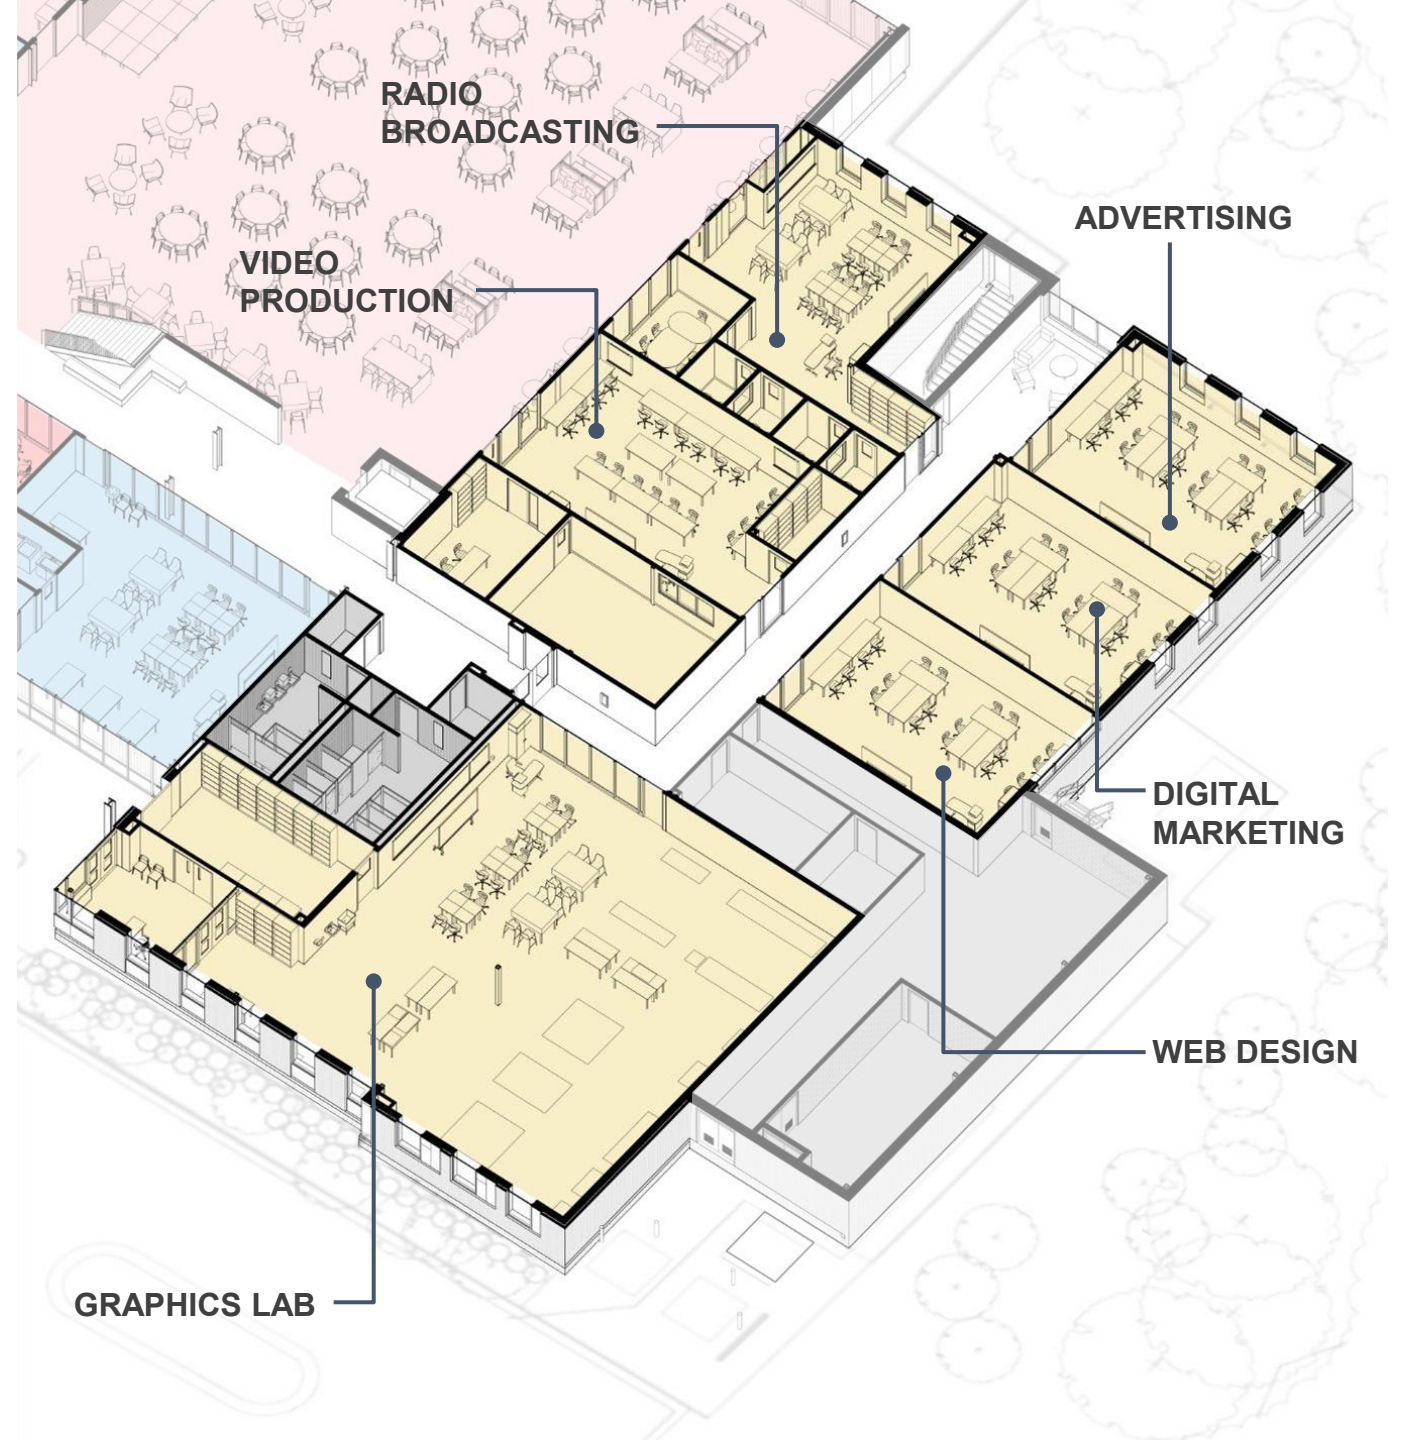 RADIO
BROADCASTING
ADVERTISING
VIDEO
PRODUCTION
DIGITAL
MARKETING
WEB DESIGN
GRAPHICS LAB